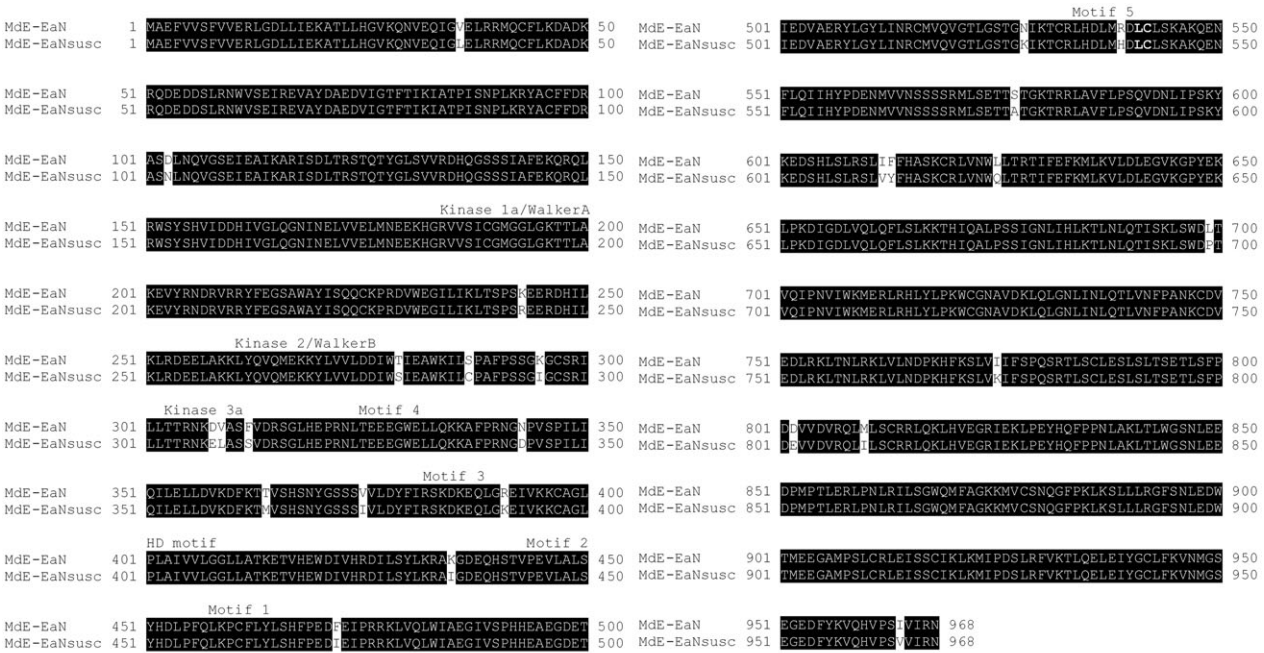 MdE-EaN 1 MAEFVVSFVVERLGDLLIEKATLLHGVKQNVEQIGVELRRMQCFLKDADK 50
MdE-EaNsusc 1 MAEFVVSFVVERLGDLLIEKATLLHGVKQNVEQIGLELRRMQCFLKDADK 50
MdE-EaN 51 RQDEDDSLRNWVSEIREVAYDAEDVIGTFTIKIATPISNPLKRYACFFDR 100
MdE-EaNsusc 51 RQDEDDSLRNWVSEIREVAYDAEDVIGTFTIKIATPISNPLKRYACFFDR 100
MdE-EaN 101 ASDLNQVGSEIEAIKARISDLTRSTQTYGLSVVRDHQGSSSIAFEKQRQL 150
MdE-EaNsusc 101 ASNLNQVGSEIEAIKARISDLTRSTQTYGLSVVRDHQGSSSIAFEKQRQL 150
Kinase 1a/WalkerA
MdE-EaN 151 RWSYSHVIDDHIVGLQGNINELVVELMNEEKHGRVVSICGMGGLGKTTLA 200
MdE-EaNsusc 151 RWSYSHVIDDHIVGLQGNINELVVELMNEEKHGRVVSICGMGGLGKTTLA 200
MdE-EaN 201 KEVYRNDRVRRYFEGSAWAYISQQCKPRDVWEGILIKLTSPSKEERDHIL 250
MdE-EaNsusc 201 KEVYRNDRVRRYFEGSAWAYISQQCKPRDVWEGILIKLTSPSREERDHIL 250
Kinase 2/WalkerB
MdE-EaN 251 KLRDEELAKKLYQVQMEKKYLVVLDDIWTIEAWKILSPAFPSSGKGCSRI 300
MdE-EaNsusc 251 KLRDEELAKKLYQVQMEKKYLVVLDDIWSIEAWKILCPAFPSSGIGCSRI 300
Kinase 3a Motif 4
MdE-EaN 301 LLTTRNKDVASFVDRSGLHEPRNLTEEEGWELLQKKAFPRNGNPVSPILI 350
MdE-EaNsusc 301 LLTTRNKELASSVDRSGLHEPRNLTEEEGWELLQKKAFPRNGDPVSPILI 350
Motif 3
MdE-EaN 351 QILELLDVKDFKTTVSHSNYGSSSVVLDYFIRSKDKEQLGREIVKKCAGL 400
MdE-EaNsusc 351 QILELLDVKDFKTMVSHSNYGSSSIVLDYFIRSKDKEQLGKEIVKKCAGL 400
HD motif Motif 2
MdE-EaN 401 PLAIVVLGGLLATKETVHEWDIVHRDILSYLKRAKGDEQHSTVPEVLALS 450
MdE-EaNsusc 401 PLAIVVLGGLLATKETVHEWDIVHRDILSYLKRAIGDEQHSTVPEVLALS 450
Motif 1
MdE-EaN 451 YHDLPFQLKPCFLYLSHFPEDFEIPRRKLVQLWIAEGIVSPHHEAEGDET 500
MdE-EaNsusc 451 YHDLPFQLKPCFLYLSHFPEDIEIPRRKLVQLWIAEGIVSPHHEAEGDET 500
Motif 5
MdE-EaN 501 IEDVAERYLGYLINRCMVQVGTLGSTGNIKTCRLHDLMRDLCLSKAKQEN 550
MdE-EaNsusc 501 IEDVAERYLGYLINRCMVQVGTLGSTGKIKTCRLHDLMHDLCLSKAKQEN 550
MdE-EaN 551 FLQIIHYPDENMVVNSSSSRMLSETTSTGKTRRLAVFLPSQVDNLIPSKY 600
MdE-EaNsusc 551 FLQIIHYPDENMVVNSSSSRMLSETTATGKTRRLAVFLPSQVDNLIPSKY 600
MdE-EaN 601 KEDSHLSLRSLIFFHASKCRLVNWLLTRTIFEFKMLKVLDLEGVKGPYEK 650
MdE-EaNsusc 601 KEDSHLSLRSLVYFHASKCRLVNWQLTRTIFEFKMLKVLDLEGVKGPYEK 650
MdE-EaN 651 LPKDIGDLVQLQFLSLKKTHIQALPSSIGNLIHLKTLNLQTISKLSWDLT 700
MdE-EaNsusc 651 LPKDIGDLVQLQFLSLKKTHIQALPSSIGNLIHLKTLNLQTISKLSWDPT 700
MdE-EaN 701 VQIPNVIWKMERLRHLYLPKWCGNAVDKLQLGNLINLQTLVNFPANKCDV 750
MdE-EaNsusc 701 VQIPNVIWKMERLRHLYLPKWCGNAVDKLQLGNLINLQTLVNFPANKCDV 750
MdE-EaN 751 EDLRKLTNLRKLVLNDPKHFKSLVIIFSPQSRTLSCLESLSLTSETLSFP 800
MdE-EaNsusc 751 EDLRKLTNLRKLVLNDPKHFKSLVKIFSPQSRTLSCLESLSLTSETLSFP 800
MdE-EaN 801 DDVVDVRQLMLSCRRLQKLHVEGRIEKLPEYHQFPPNLAKLTLWGSNLEE 850
MdE-EaNsusc 801 DEVVDVRQLILSCRRLQKLHVEGRIEKLPEYHQFPPNLAKLTLWGSNLEE 850
MdE-EaN 851 DPMPTLERLPNLRILSGWQMFAGKKMVCSNQGFPKLKSLLLRGFSNLEDW 900
MdE-EaNsusc 851 DPMPTLERLPNLRILSGWQMFAGKKMVCSNQGFPKLKSLLLRGFSNLEDW 900
MdE-EaN 901 TMEEGAMPSLCRLEISSCIKLKMIPDSLRFVKTLQELEIYGCLFKVNMGS 950
MdE-EaNsusc 901 TMEEGAMPSLCRLEISSCIKLKMIPDSLRFVKTLQELEIYGCLFKVNMGS 950
MdE-EaN 951 EGEDFYKVQHVPSIVIRN 968
MdE-EaNsusc 951 EGEDFYKVQHVPSVVIRN 968